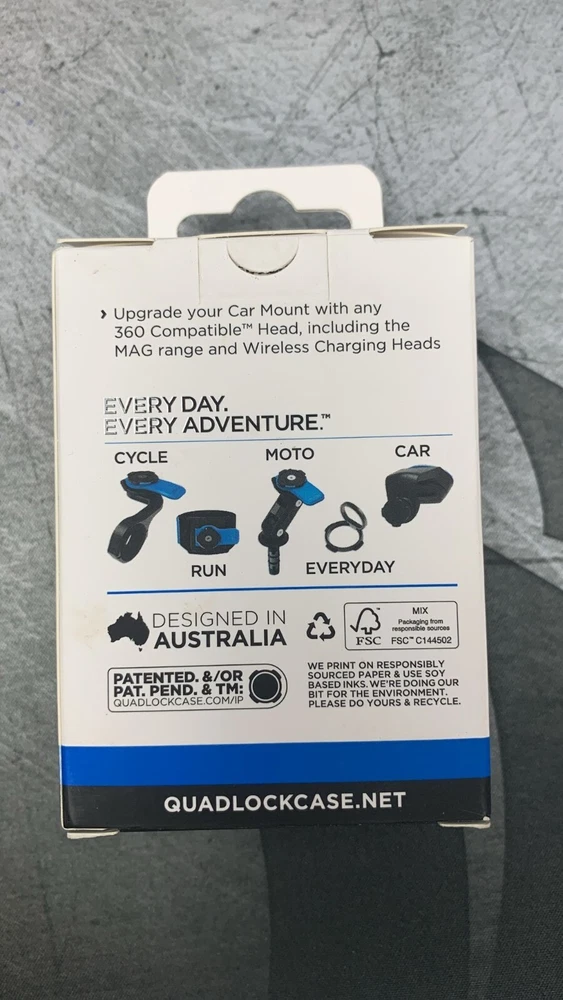 › Upgrade your Car Mount with any
360 Compatible™ Head, including the
MAG range and Wireless Charging Heads
EVERY DAY.
EVERY ADVENTURE.™
CYCLE
MOTO
CAR
RUN
EVERYDAY
DESIGNED IN
AUSTRALIA
FSC
MIX
Packaging from
responsible sources
FSC™ C144502
PATENTED. &/OR
PAT. PEND. & TM:
QUADLOCKCASE.COM/IP
WE PRINT ON RESPONSIBLY
SOURCED PAPER & USE SOY
BASED INKS. WE'RE DOING OUR
BIT FOR THE ENVIRONMENT.
PLEASE DO YOURS & RECYCLE.
QUADLOCKCASE.NET